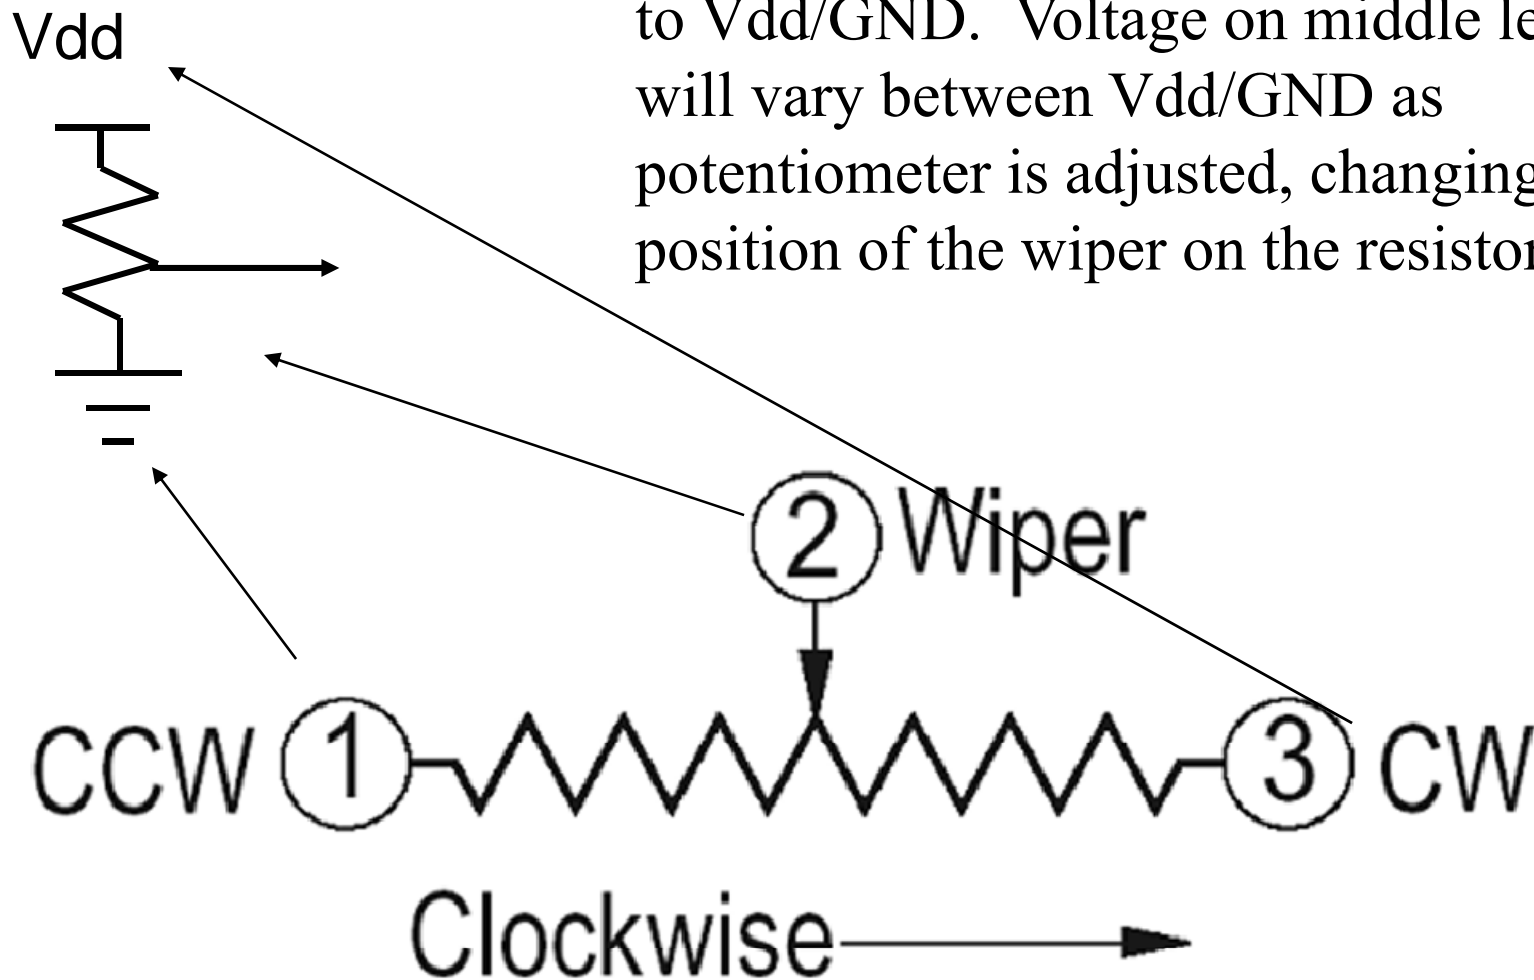 Vdd
to Vdd/GND. Voltage on middle
will vary between Vdd/GND as
potentiometer is adjusted, changing
position of the wiper on the resistor
2 Wiper
CCW 1 3 CW
Clockwise